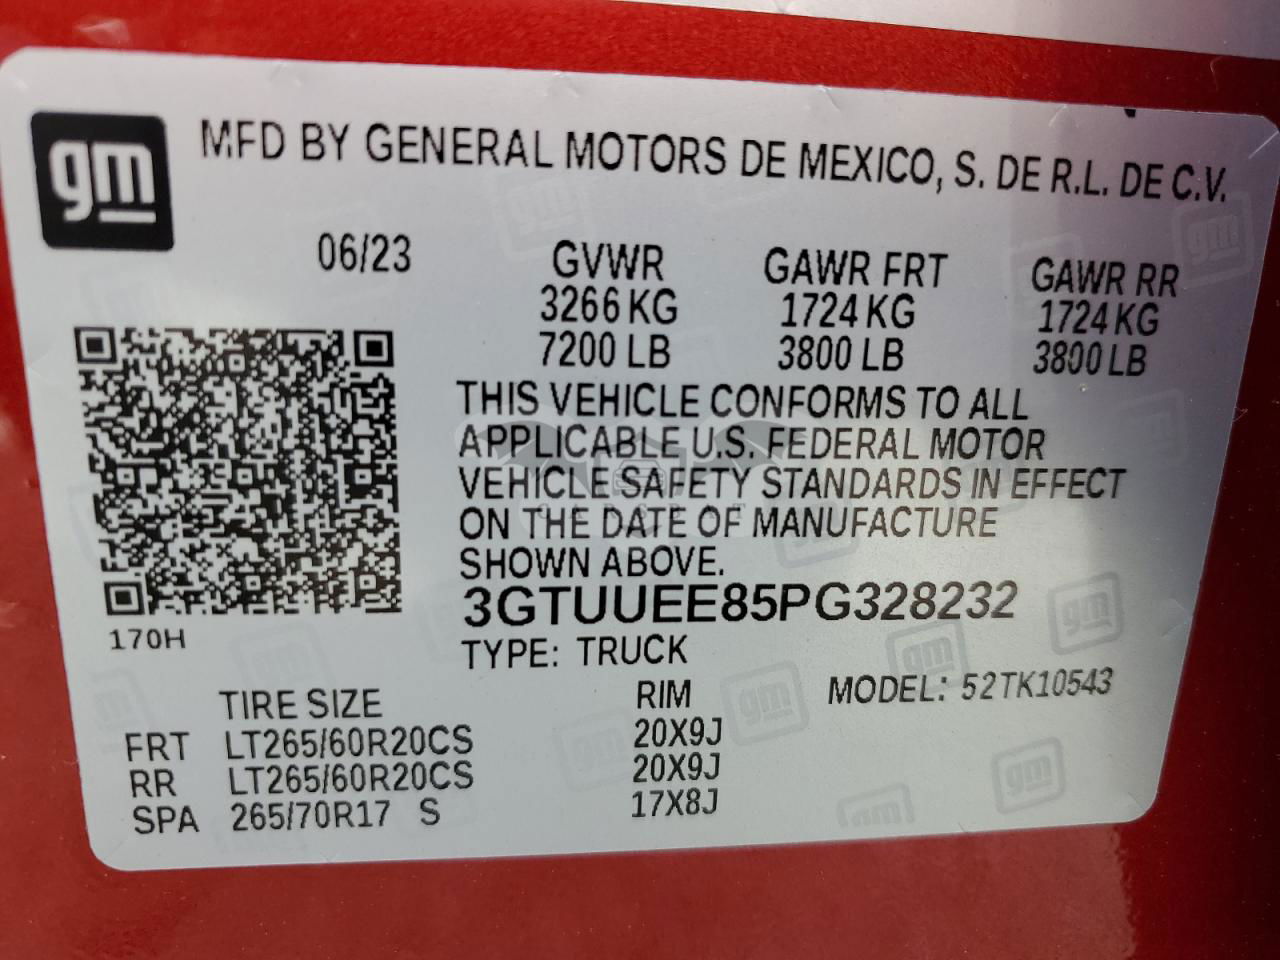 gm
MFD BY GENERAL MOTORS DE MEXICO, S. DE R.L. DE C.V.
06/23
GVWR GAWR FRT GAWR RR
3266 KG 1724 KG 1724 KG
7200 LB 3800 LB 3800 LB
THIS VEHICLE CONFORMS TO ALL
APPLICABLE U.S. FEDERAL MOTOR
VEHICLE SAFETY STANDARDS IN EFFECT
ON THE DATE OF MANUFACTURE
SHOWN ABOVE.
3GTUUEE85PG328232
170H
TYPE: TRUCK
TIRE SIZE RIM MODEL: 52TK10543
FRT LT265/60R20CS 20X9J
RR LT265/60R20CS 20X9J
SPA 265/70R17 S 17X8J